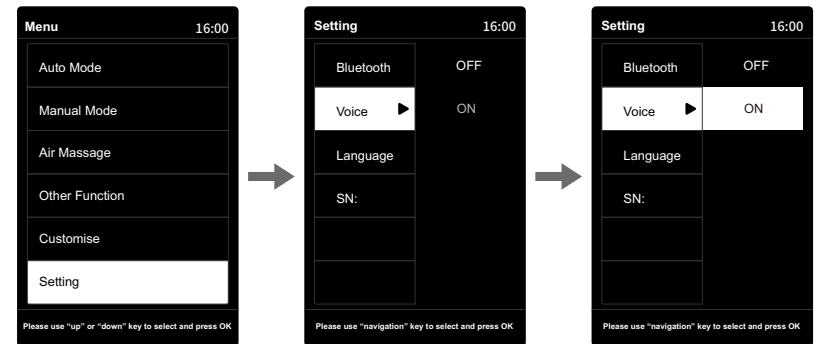 Menu 16:00
Auto Mode
Manual Mode
Air Massage
Other Function
Customise
Setting
Please use “up” or “down” key to select and press OK
Setting 16:00
Bluetooth OFF
Voice ON
Language
SN:
Please use “navigation” key to select and press OK
Setting 16:00
Bluetooth OFF
Voice ON
Language
SN:
Please use “navigation” key to select and press OK